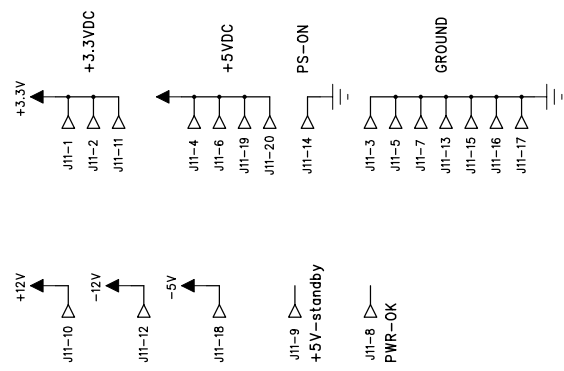 +3.3V
+3.3VDC
J11-1
J11-2
J11-11
+5VDC
J11-4
J11-6
J11-19
J11-20
PS-ON
J11-14
GROUND
J11-3
J11-5
J11-7
J11-13
J11-15
J11-16
J11-17
+12V
J11-10
-12V
J11-12
-5V
J11-18
J11-9
+5V-standby
J11-8
PWR-OK